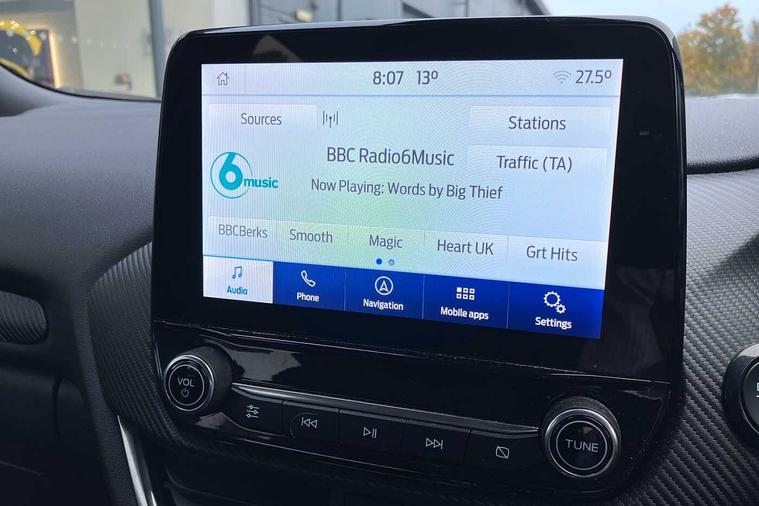 8:07 13° 27.5°
Sources Stations
BBC Radio6Music Traffic (TA)
6 music
Now Playing: Words by Big Thief
BBCBerks Smooth Magic Heart UK Grt Hits
Audio Phone Navigation Mobile apps Settings
VOL TUNE